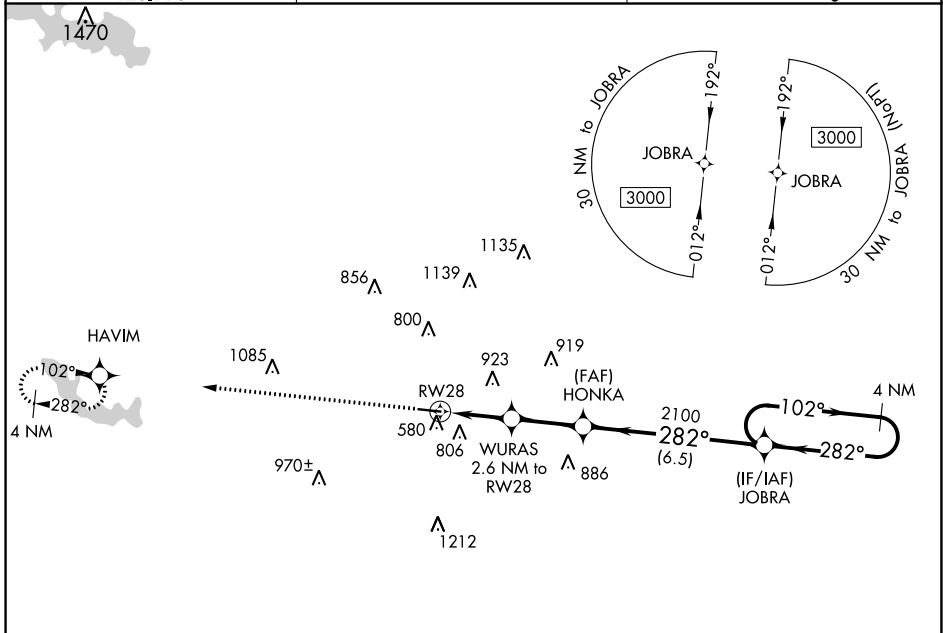 1470
30 NM to JOBRA
192°
JOBRA
3000
012°
192°
3000
JOBRA
012°
30 NM to JOBRA (NoPT)
1135
1139
856
800
919
923
1085
HAVIM
102°
282°
4 NM
RW28
580
806
WURAS
2.6 NM to
RW28
(FAF)
HONKA
2100
282°
(6.5)
886
102°
4 NM
282°
(IF/IAF)
JOBRA
970±
1212